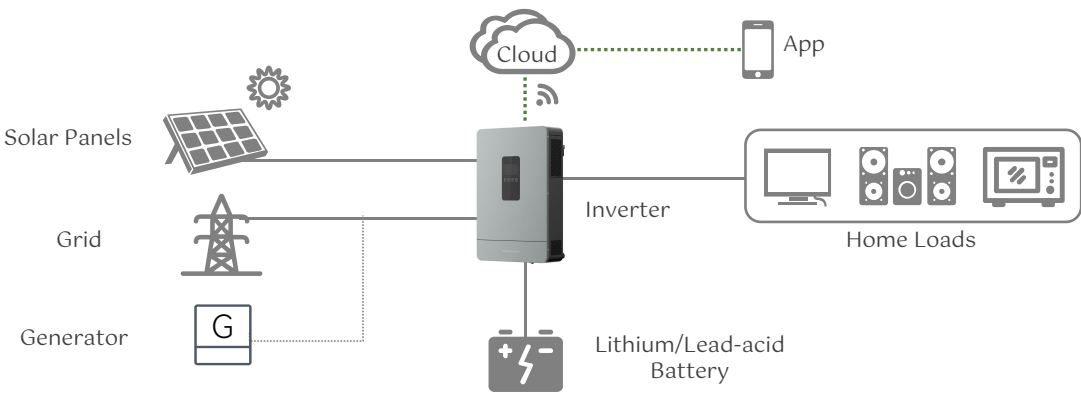 Cloud
App
Solar Panels
Inverter
Grid
Home Loads
G
Generator
Lithium/Lead-acid
Battery